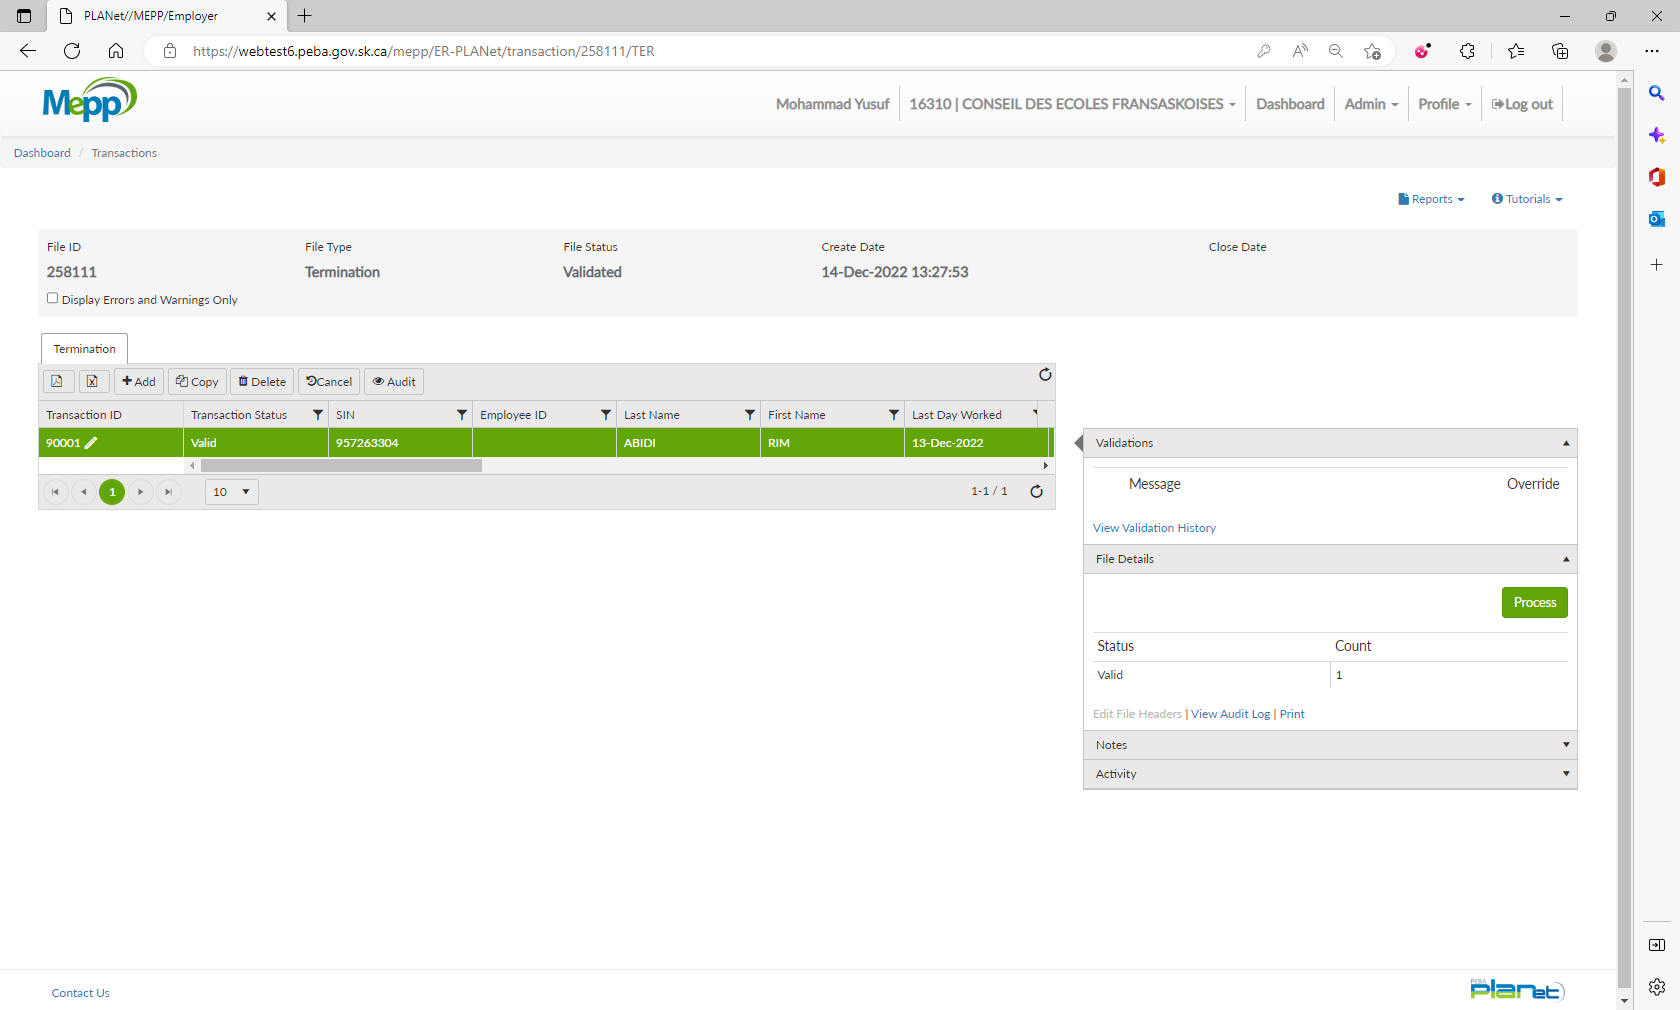 PLANet//MEPP/Employer
https://webtest6.peba.gov.sk.ca/mepp/ER-PLANet/transaction/258111/TER
Mepp
Mohammad Yusuf
16310 | CONSEIL DES ECOLES FRANSASKOISES
Dashboard
Admin
Profile
Log out
Dashboard / Transactions
Reports
Tutorials
File ID
File Type
File Status
Create Date
Close Date
258111
Termination
Validated
14-Dec-2022 13:27:53
Display Errors and Warnings Only
Termination
Add
Copy
Delete
Cancel
Audit
Transaction ID
Transaction Status
SIN
Employee ID
Last Name
First Name
Last Day Worked
90001
Valid
957263304
ABIDI
RIM
13-Dec-2022
1
10
1-1 / 1
Validations
Message
Override
View Validation History
File Details
Process
Status
Count
Valid
1
Edit File Headers | View Audit Log | Print
Notes
Activity
Contact Us
PEBA
PLANet